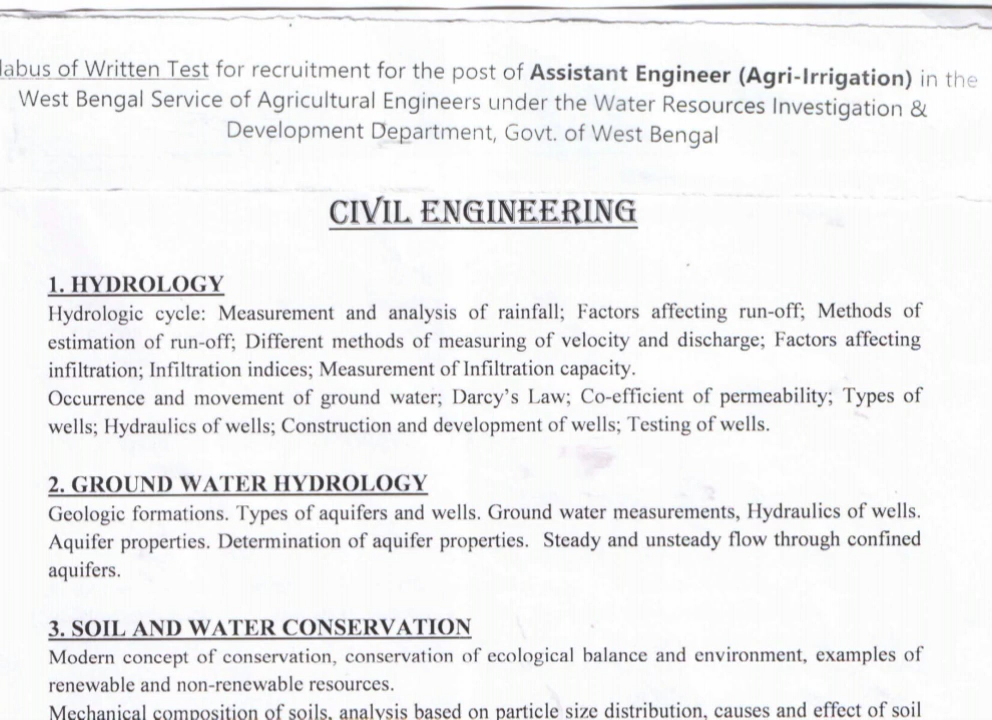 labus of Written Test for recruitment for the post of Assistant Engineer (Agri-Irrigation) in the
West Bengal Service of Agricultural Engineers under the Water Resources Investigation &
Development Department, Govt. of West Bengal
CIVIL ENGINEERING
1. HYDROLOGY
Hydrologic cycle: Measurement and analysis of rainfall; Factors affecting run-off; Methods of
estimation of run-off; Different methods of measuring of velocity and discharge; Factors affecting
infiltration; Infiltration indices; Measurement of Infiltration capacity.
Occurrence and movement of ground water; Darcy's Law; Co-efficient of permeability; Types of
wells; Hydraulics of wells; Construction and development of wells; Testing of wells.
2. GROUND WATER HYDROLOGY
Geologic formations. Types of aquifers and wells. Ground water measurements, Hydraulics of wells.
Aquifer properties. Determination of aquifer properties. Steady and unsteady flow through confined
aquifers.
3. SOIL AND WATER CONSERVATION
Modern concept of conservation, conservation of ecological balance and environment, examples of
renewable and non-renewable resources.
Mechanical composition of soils, analysis based on particle size distribution, causes and effect of soil